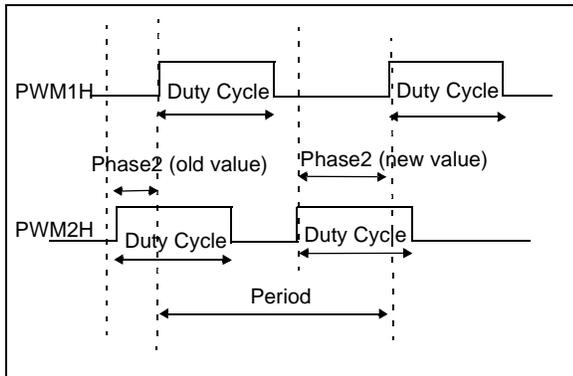 PWM1H
Duty Cycle
Duty Cycle
Phase2 (old value)
Phase2 (new value)
PWM2H
Duty Cycle
Duty Cycle
Period